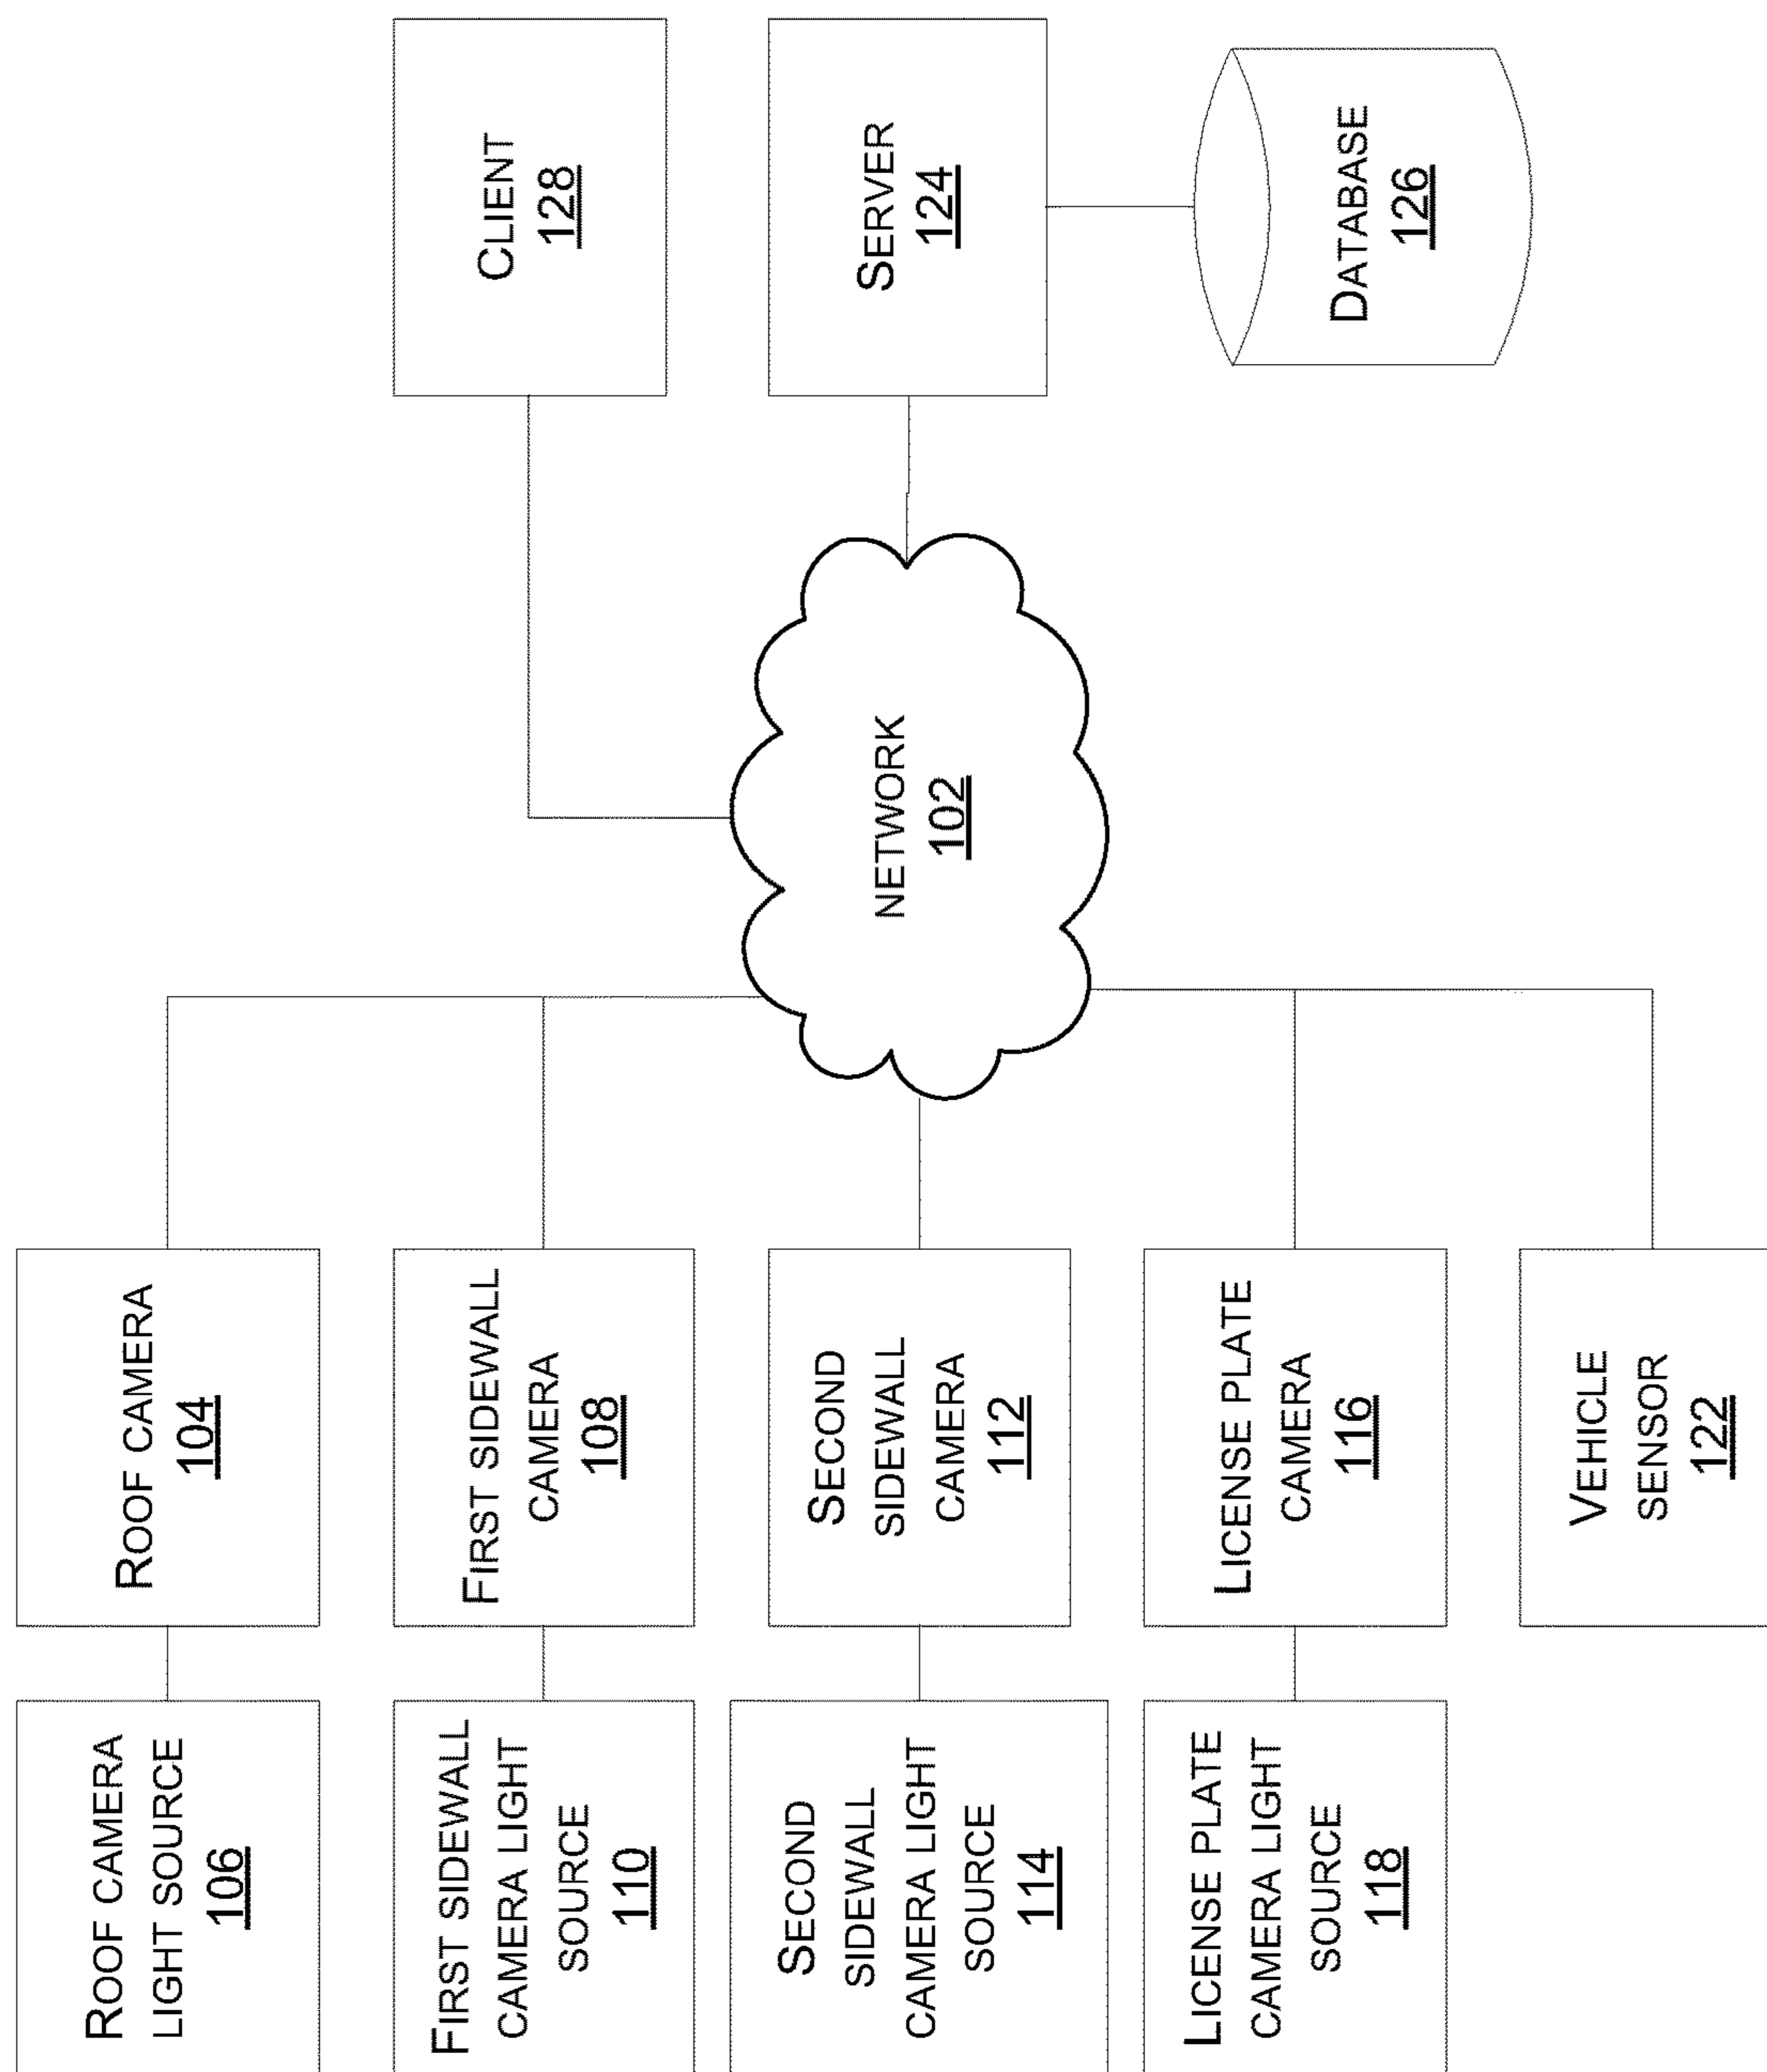 ROOF CAMERA
LIGHT SOURCE
106
ROOF CAMERA
104
FIRST SIDEWALL
CAMERA LIGHT
SOURCE
110
FIRST SIDEWALL
CAMERA
108
CLIENT
128
SECOND
SIDEWALL
CAMERA LIGHT
SOURCE
114
SECOND
SIDEWALL
CAMERA
112
NETWORK
102
SERVER
124
LICENSE PLATE
CAMERA LIGHT
SOURCE
118
LICENSE PLATE
CAMERA
116
DATABASE
126
VEHICLE
SENSOR
122